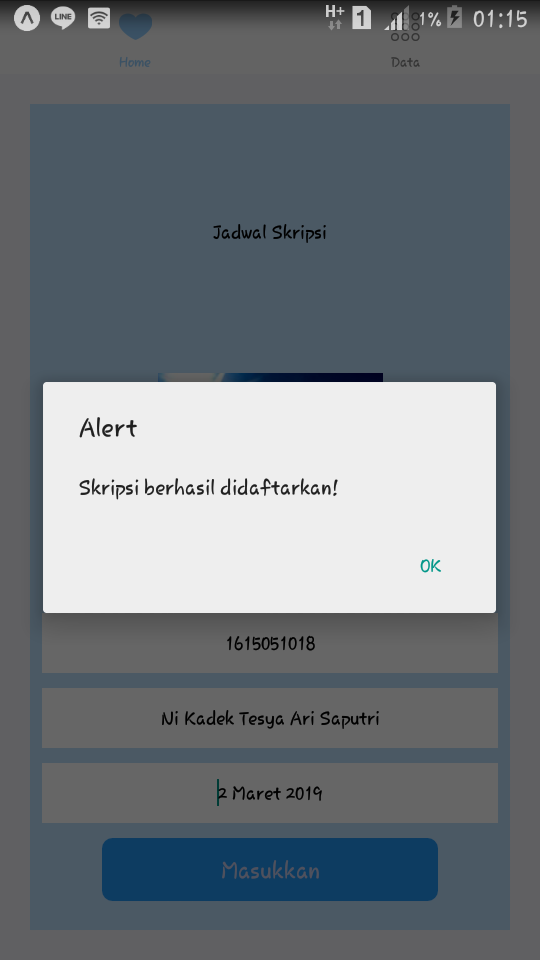 LINE H+ 1 1% 01:15
Home Data
Jadwal Skripsi
Alert
Skripsi berhasil didaftarkan!
OK
1615051018
Ni Kadek Tesya Ari Saputri
2 Maret 2019
Masukkan